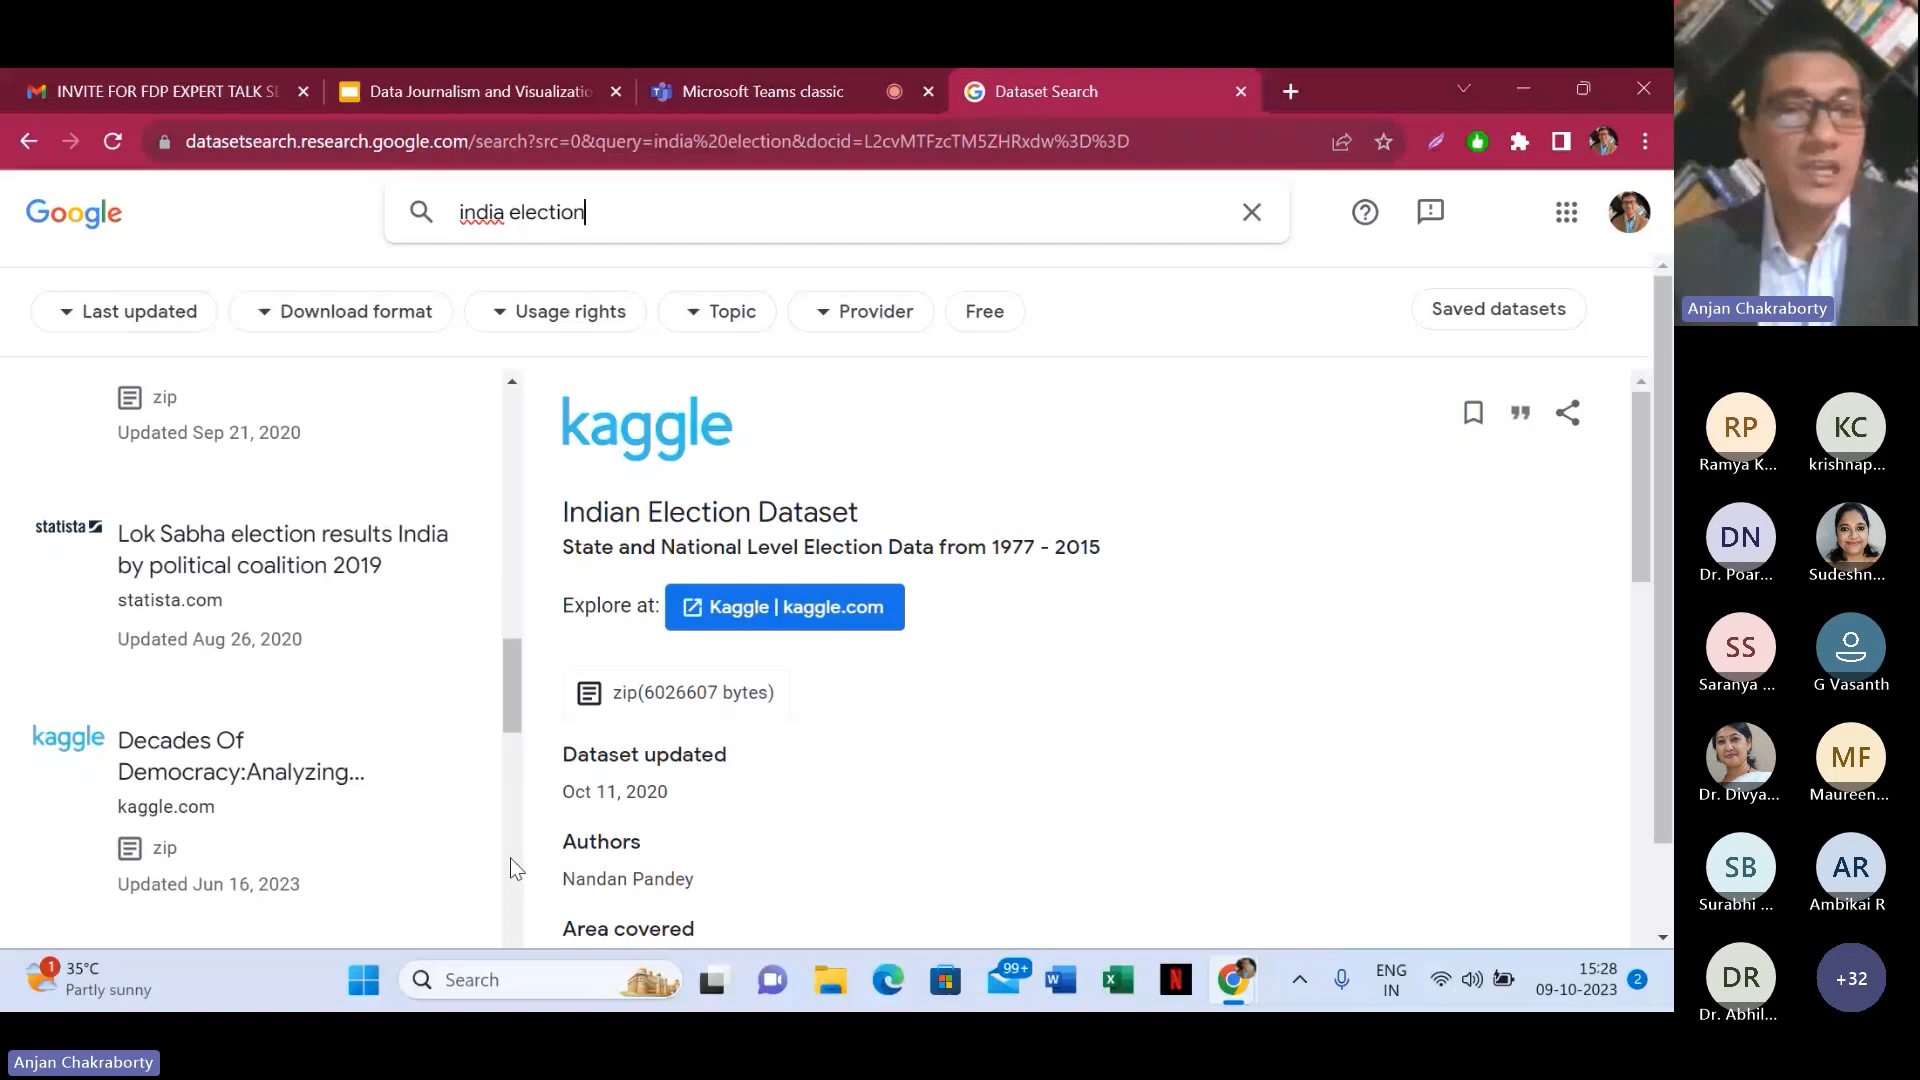 INVITE FOR FDP EXPERT TALK SE
Data Journalism and Visualizatio
Microsoft Teams classic
Dataset Search
datasetsearch.research.google.com/search?src=0&query=india%20election&docid=L2cvMTFzcTM5ZHRxdw%3D%3D
Google
india election
Last updated
Download format
Usage rights
Topic
Provider
Free
Saved datasets
zip
Updated Sep 21, 2020
statista
Lok Sabha election results India
by political coalition 2019
statista.com
Updated Aug 26, 2020
kaggle
Decades Of
Democracy:Analyzing...
kaggle.com
zip
Updated Jun 16, 2023
kaggle
Indian Election Dataset
State and National Level Election Data from 1977 - 2015
Explore at:
Kaggle | kaggle.com
zip(6026607 bytes)
Dataset updated
Oct 11, 2020
Authors
Nandan Pandey
Area covered
1
35°C
Partly sunny
Search
99+
ENG
IN
15:28
09-10-2023
2
Anjan Chakraborty
Anjan Chakraborty
RP
Ramya K...
KC
krishnap...
DN
Dr. Poar...
Sudeshn...
SS
Saranya ...
G Vasanth
Dr. Divya...
MF
Maureen...
SB
Surabhi ...
AR
Ambikai R
DR
Dr. Abhil...
+32